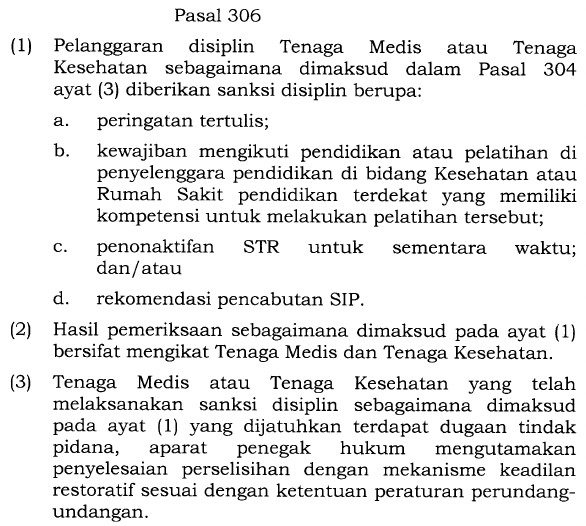 Pasal 306
(1) Pelanggaran disiplin Tenaga Medis atau Tenaga
Kesehatan sebagaimana dimaksud dalam Pasal 304
ayat (3) diberikan sanksi disiplin berupa:
a. peringatan tertulis;
b. kewajiban mengikuti pendidikan atau pelatihan di
penyelenggara pendidikan di bidang Kesehatan atau
Rumah Sakit pendidikan terdekat yang memiliki
kompetensi untuk melakukan pelatihan tersebut;
c. penonaktifan STR untuk sementara waktu;
dan/atau
d. rekomendasi pencabutan SIP.
(2) Hasil pemeriksaan sebagaimana dimaksud pada ayat (1)
bersifat mengikat Tenaga Medis dan Tenaga Kesehatan.
(3) Tenaga Medis atau Tenaga Kesehatan yang telah
melaksanakan sanksi disiplin sebagaimana dimaksud
pada ayat (1) yang dijatuhkan terdapat dugaan tindak
pidana, aparat penegak hukum mengutamakan
penyelesaian perselisihan dengan mekanisme keadilan
restoratif sesuai dengan ketentuan peraturan perundang-
undangan.